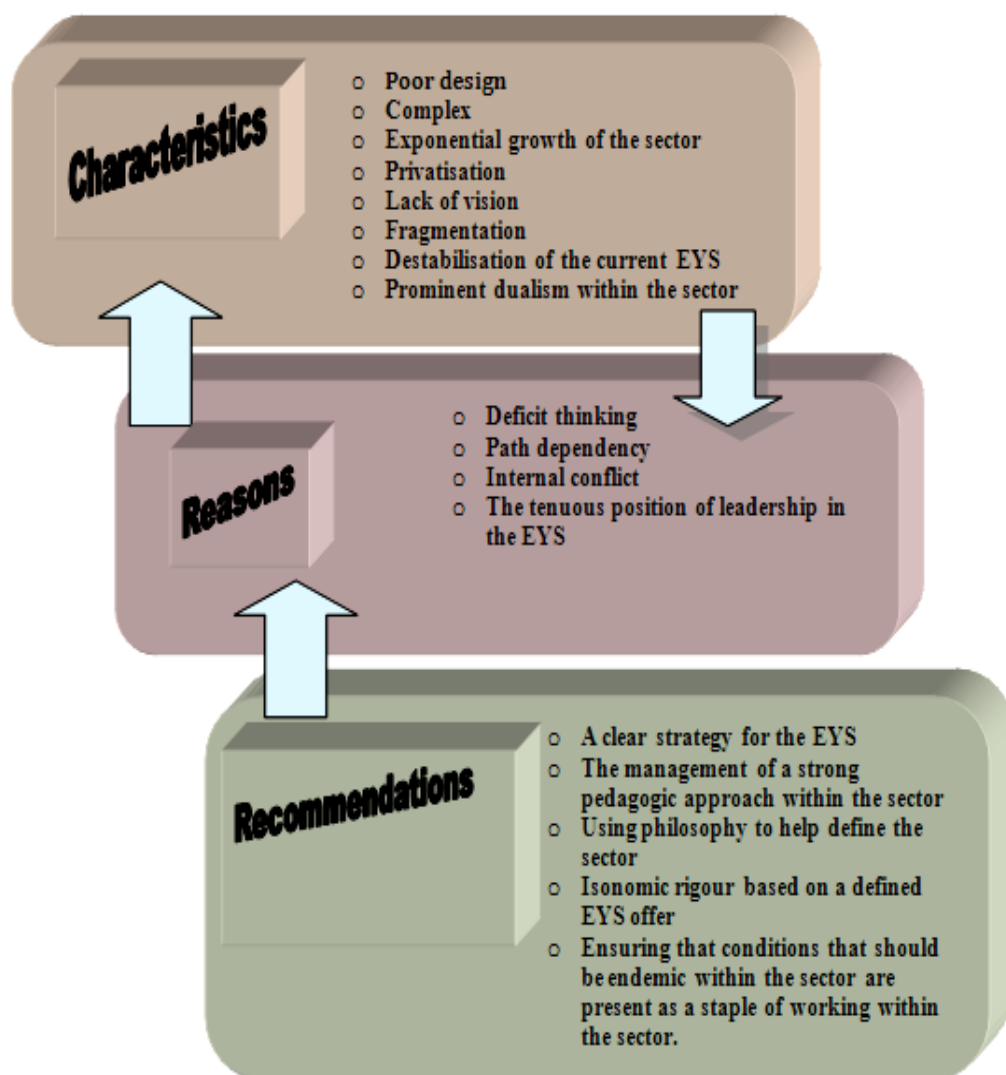 Characteristics
o Poor design
o Complex
o Exponential growth of the sector
o Privatisation
o Lack of vision
o Fragmentation
o Destabilisation of the current EYS
o Prominent dualism within the sector
Reasons
o Deficit thinking
o Path dependency
o Internal conflict
o The tenuous position of leadership in
the EYS
Recommendations
o A clear strategy for the EYS
o The management of a strong
pedagogic approach within the sector
o Using philosophy to help define the
sector
o Isonomic rigour based on a defined
EYS offer
o Ensuring that conditions that should
be endemic within the sector are
present as a staple of working within
the sector.